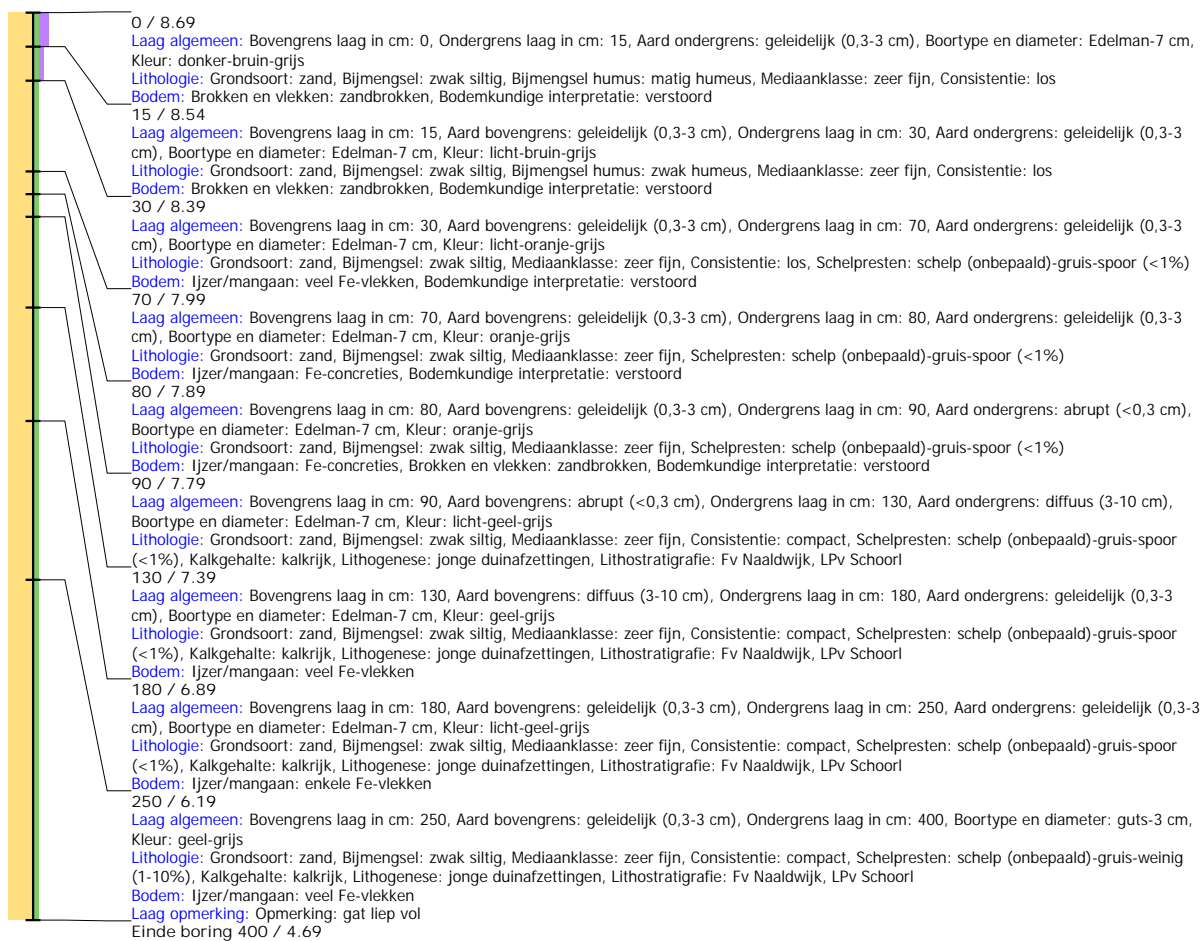 0 / 8.69
Laag algemeen: Bovengrens laag in cm: 0, Ondergrens laag in cm: 15, Aard ondergrens: geleidelijk (0,3-3 cm), Boortype en diameter: Edelman-7 cm,
Kleur: donker-bruin-grijs
Lithologie: Grondsoort: zand, Bijmengsel: zwak siltig, Bijmengsel humus: matig humeus, Mediaanklasse: zeer fijn, Consistentie: los
Bodem: Brokken en vlekken: zandbrokken, Bodemkundige interpretatie: verstoord
15 / 8.54
Laag algemeen: Bovengrens laag in cm: 15, Aard bovengrens: geleidelijk (0,3-3 cm), Ondergrens laag in cm: 30, Aard ondergrens: geleidelijk (0,3-3
cm), Boortype en diameter: Edelman-7 cm, Kleur: licht-bruin-grijs
Lithologie: Grondsoort: zand, Bijmengsel: zwak siltig, Bijmengsel humus: zwak humeus, Mediaanklasse: zeer fijn, Consistentie: los
Bodem: Brokken en vlekken: zandbrokken, Bodemkundige interpretatie: verstoord
30 / 8.39
Laag algemeen: Bovengrens laag in cm: 30, Aard bovengrens: geleidelijk (0,3-3 cm), Ondergrens laag in cm: 70, Aard ondergrens: geleidelijk (0,3-3
cm), Boortype en diameter: Edelman-7 cm, Kleur: licht-oranje-grijs
Lithologie: Grondsoort: zand, Bijmengsel: zwak siltig, Mediaanklasse: zeer fijn, Consistentie: los, Schelpresten: schelp (onbepaald)-gruis-spoor (<1%)
Bodem: Ijzer/mangaan: veel Fe-vlekken, Bodemkundige interpretatie: verstoord
70 / 7.99
Laag algemeen: Bovengrens laag in cm: 70, Aard bovengrens: geleidelijk (0,3-3 cm), Ondergrens laag in cm: 80, Aard ondergrens: geleidelijk (0,3-3
cm), Boortype en diameter: Edelman-7 cm, Kleur: oranje-grijs
Lithologie: Grondsoort: zand, Bijmengsel: zwak siltig, Mediaanklasse: zeer fijn, Schelpresten: schelp (onbepaald)-gruis-spoor (<1%)
Bodem: Ijzer/mangaan: Fe-concreties, Bodemkundige interpretatie: verstoord
80 / 7.89
Laag algemeen: Bovengrens laag in cm: 80, Aard bovengrens: geleidelijk (0,3-3 cm), Ondergrens laag in cm: 90, Aard ondergrens: abrupt (<0,3 cm),
Boortype en diameter: Edelman-7 cm, Kleur: oranje-grijs
Lithologie: Grondsoort: zand, Bijmengsel: zwak siltig, Mediaanklasse: zeer fijn, Schelpresten: schelp (onbepaald)-gruis-spoor (<1%)
Bodem: Ijzer/mangaan: Fe-concreties, Brokken en vlekken: zandbrokken, Bodemkundige interpretatie: verstoord
90 / 7.79
Laag algemeen: Bovengrens laag in cm: 90, Aard bovengrens: abrupt (<0,3 cm), Ondergrens laag in cm: 130, Aard ondergrens: diffuus (3-10 cm),
Boortype en diameter: Edelman-7 cm, Kleur: licht-geel-grijs
Lithologie: Grondsoort: zand, Bijmengsel: zwak siltig, Mediaanklasse: zeer fijn, Consistentie: compact, Schelpresten: schelp (onbepaald)-gruis-spoor
(<1%), Kalkgehalte: kalkrijk, Lithogenese: jonge duinafzettingen, Lithostratigrafie: Fv Naaldwijk, LPv Schoorl
130 / 7.39
Laag algemeen: Bovengrens laag in cm: 130, Aard bovengrens: diffuus (3-10 cm), Ondergrens laag in cm: 180, Aard ondergrens: geleidelijk (0,3-3
cm), Boortype en diameter: Edelman-7 cm, Kleur: geel-grijs
Lithologie: Grondsoort: zand, Bijmengsel: zwak siltig, Mediaanklasse: zeer fijn, Consistentie: compact, Schelpresten: schelp (onbepaald)-gruis-spoor
(<1%), Kalkgehalte: kalkrijk, Lithogenese: jonge duinafzettingen, Lithostratigrafie: Fv Naaldwijk, LPv Schoorl
Bodem: Ijzer/mangaan: veel Fe-vlekken
180 / 6.89
Laag algemeen: Bovengrens laag in cm: 180, Aard bovengrens: geleidelijk (0,3-3 cm), Ondergrens laag in cm: 250, Aard ondergrens: geleidelijk (0,3-3
cm), Boortype en diameter: Edelman-7 cm, Kleur: licht-geel-grijs
Lithologie: Grondsoort: zand, Bijmengsel: zwak siltig, Mediaanklasse: zeer fijn, Consistentie: compact, Schelpresten: schelp (onbepaald)-gruis-spoor
(<1%), Kalkgehalte: kalkrijk, Lithogenese: jonge duinafzettingen, Lithostratigrafie: Fv Naaldwijk, LPv Schoorl
Bodem: Ijzer/mangaan: enkele Fe-vlekken
250 / 6.19
Laag algemeen: Bovengrens laag in cm: 250, Aard bovengrens: geleidelijk (0,3-3 cm), Ondergrens laag in cm: 400, Boortype en diameter: guts-3 cm,
Kleur: geel-grijs
Lithologie: Grondsoort: zand, Bijmengsel: zwak siltig, Mediaanklasse: zeer fijn, Consistentie: compact, Schelpresten: schelp (onbepaald)-gruis-weinig
(1-10%), Kalkgehalte: kalkrijk, Lithogenese: jonge duinafzettingen, Lithostratigrafie: Fv Naaldwijk, LPv Schoorl
Bodem: Ijzer/mangaan: veel Fe-vlekken
Laag opmerking: Opmerking: gat liep vol
Einde boring 400 / 4.69